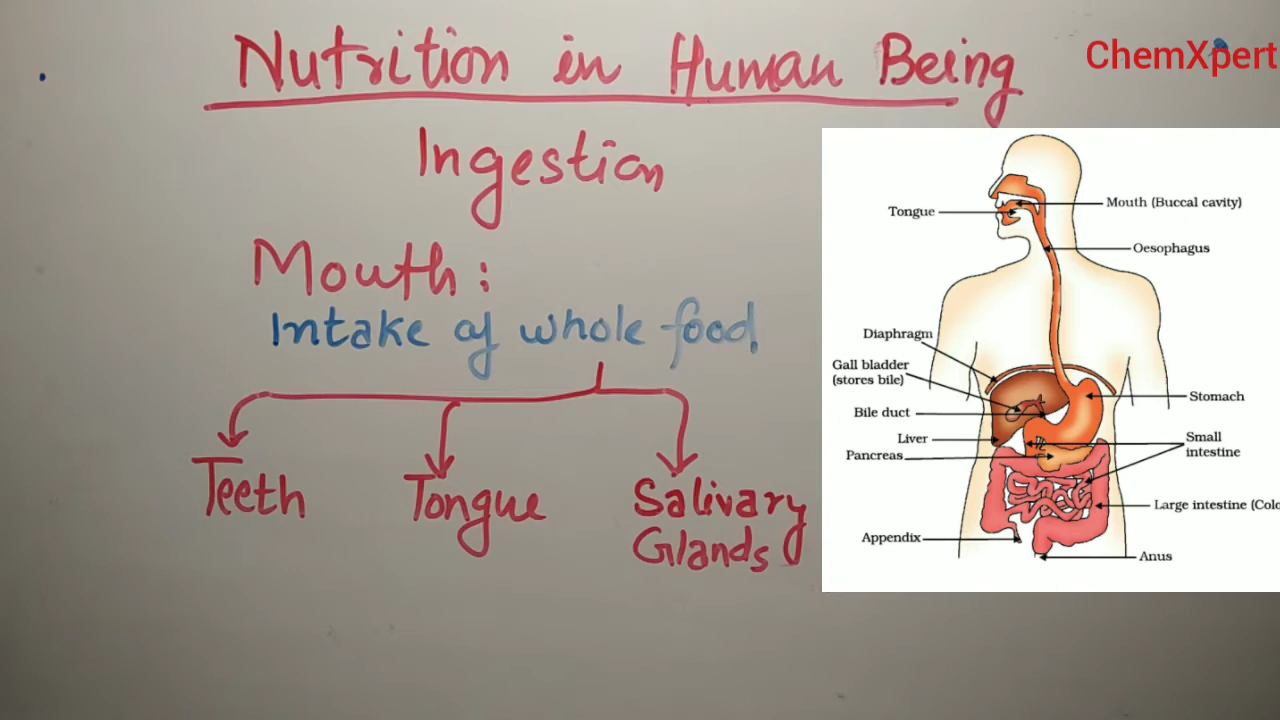 Nutrition in Human Being
ChemXpert
Ingestion
Mouth:
Intake of whole food
Teeth
Tongue
Salivary
Glands
Tongue
Mouth (Buccal cavity)
Oesophagus
Diaphragm
Gall bladder
(stores bile)
Bile duct
Liver
Pancreas
Stomach
Small
intestine
Large intestine (Colo
Appendix
Anus